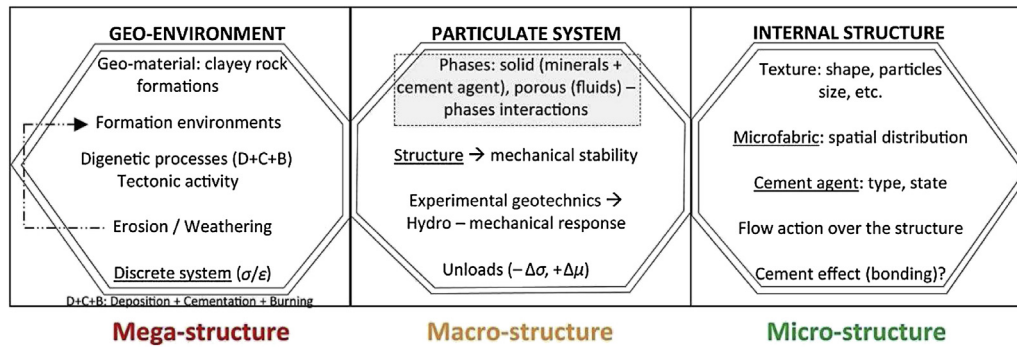 GEO-ENVIRONMENT
Geo-material: clayey rock
formations
Formation environments
Digenetic processes (D+C+B)
Tectonic activity
Erosion / Weathering
Discrete system (σ/ε)
D+C+B: Deposition + Cementation + Burning
Mega-structure
PARTICULATE SYSTEM
Phases: solid (minerals +
cement agent), porous (fluids) –
phases interactions
Structure → mechanical stability
Experimental geotechnics →
Hydro – mechanical response
Unloads (– Δσ, +Δμ)
Macro-structure
INTERNAL STRUCTURE
Texture: shape, particles
size, etc.
Microfabric: spatial distribution
Cement agent: type, state
Flow action over the structure
Cement effect (bonding)?
Micro-structure